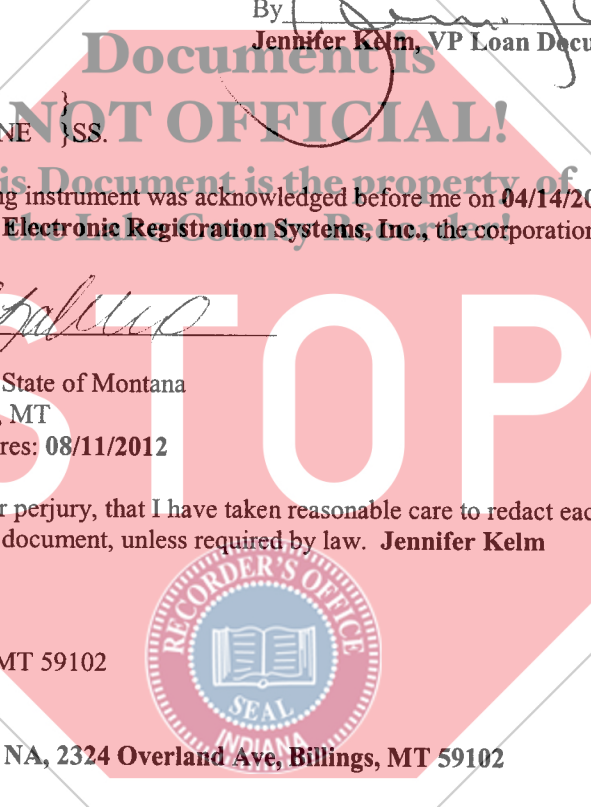 By
Jennifer Kelm, VP Loan Docu
Document is
NOT OFFICIAL!
}
NE }SS.
is Document is the property of
the Lake County Recorder!
ng instrument was acknowledged before me on 04/14/20
Electronic Registration Systems, Inc., the corporation
STOP
State of Montana
, MT
res: 08/11/2012
r perjury, that I have taken reasonable care to redact eac
document, unless required by law. Jennifer Kelm
RECORDER'S OFFICE
SEAL
INDIANA
MT 59102
NA, 2324 Overland Ave, Billings, MT 59102